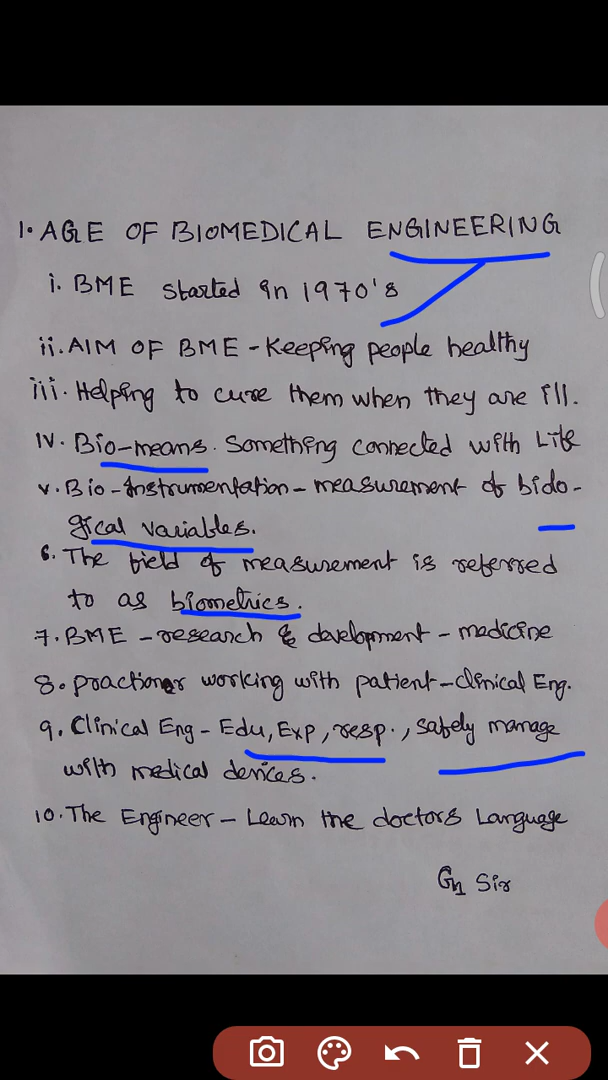 1. AGE OF BIOMEDICAL ENGINEERING
i. BME started in 1970's
ii. AIM OF BME - Keeping people healthy
iii. Helping to cure them when they are ill.
IV. Bio-means. Something connected with Life
v. Bio-Instrumentation - measurement of biolo-
gical variables.
6. The field of measurement is referred
to as biometrics.
7. BME - research & development - medicine
8. practioner working with patient - clinical Eng.
9. Clinical Eng - Edu, Exp, resp., safely manage
with medical devices.
10. The Engineer - Learn the doctors Language
Gn Sir